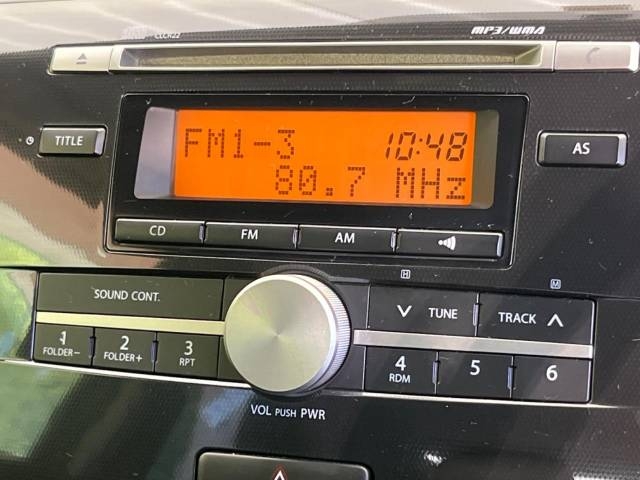 MP3/WMA
TITLE
FM1-3 10:48
80.7 MHz
AS
CD FM AM
H
M
SOUND CONT.
TUNE TRACK
1 FOLDER-
2 FOLDER+
3 RPT
4 RDM
5
6
VOL PUSH PWR